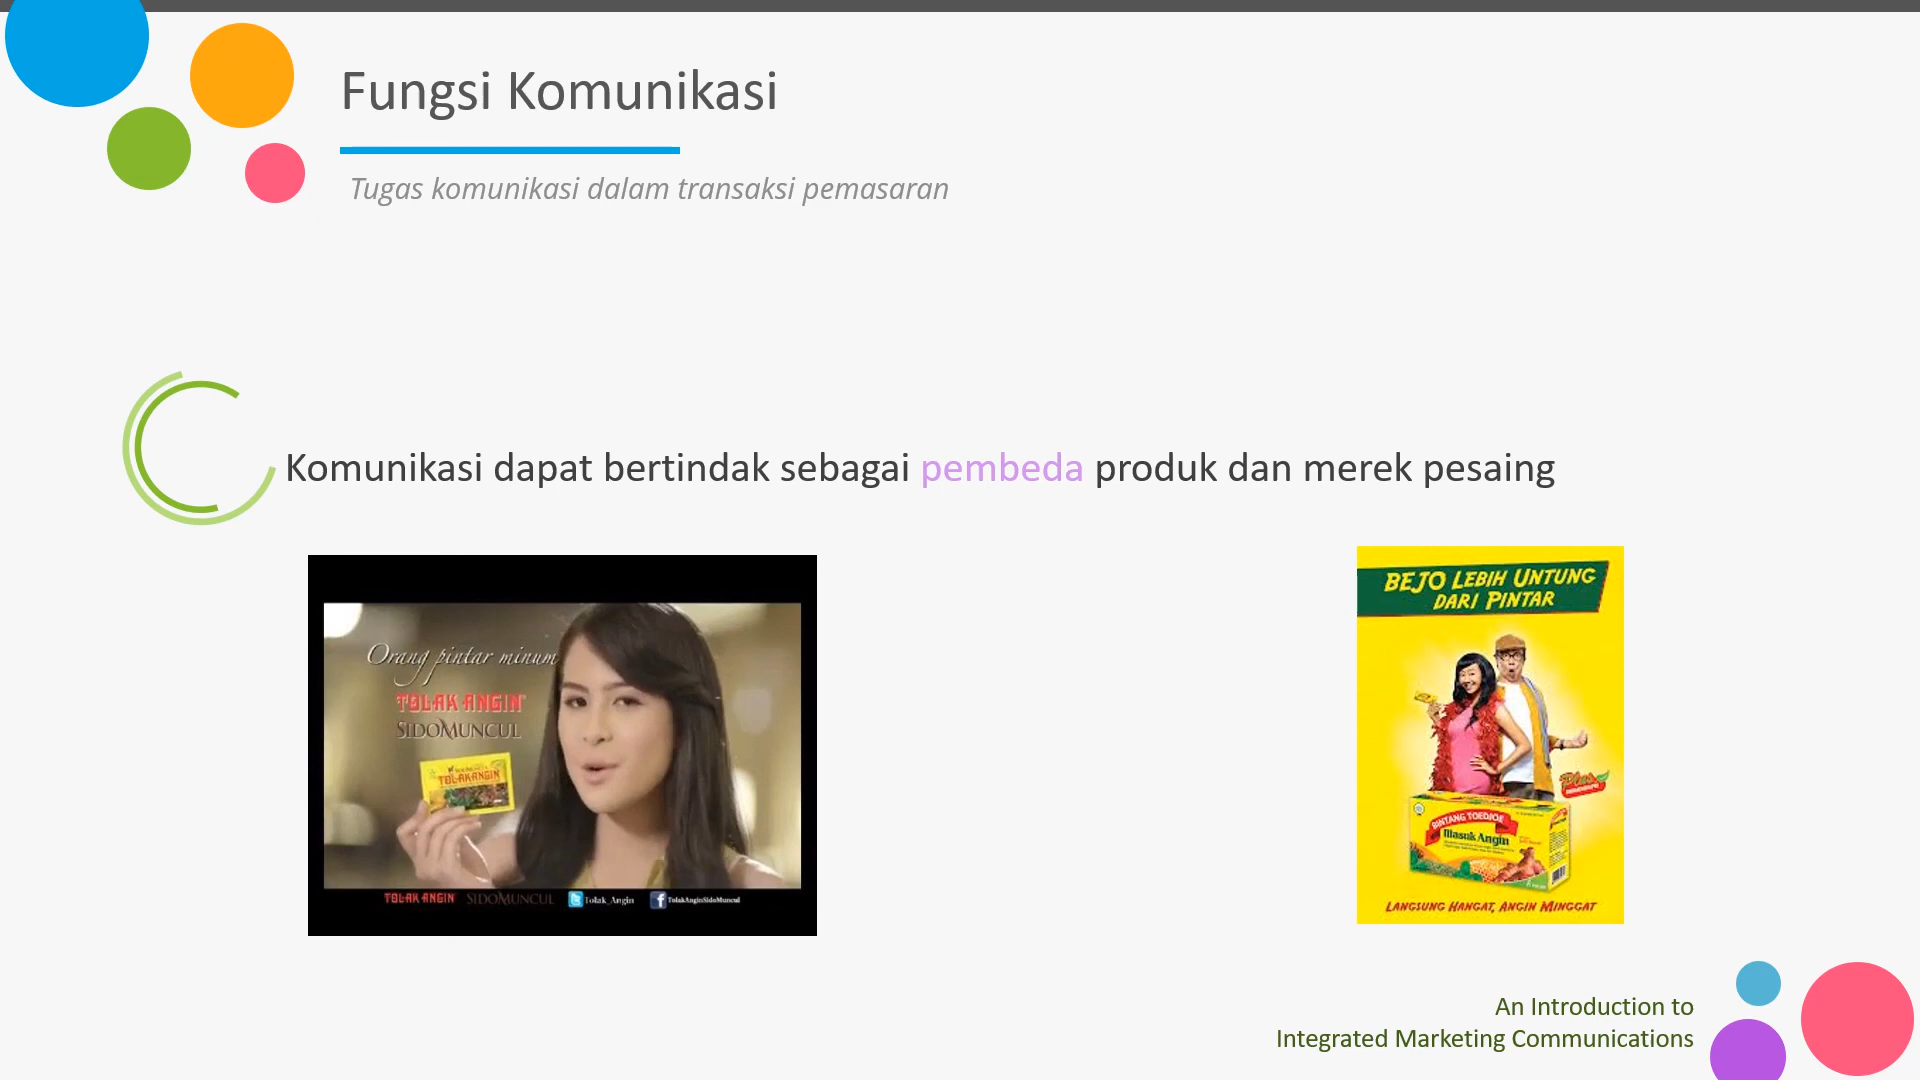 Fungsi Komunikasi
Tugas komunikasi dalam transaksi pemasaran
Komunikasi dapat bertindak sebagai pembeda produk dan merek pesaing
Orang pintar minum
TOLAK ANGIN
SIDOMUNCUL
TOLAKANGIN
TOLAK ANGIN SIDOMUNCUL Tolak_Angin TolakAnginSidoMuncul
BEJO LEBIH UNTUNG
DARI PINTAR
Plus
BINTANG TOEDJOE
Masuk Angin
LANGSUNG HANGAT, ANGIN MINGGAT
An Introduction to
Integrated Marketing Communications